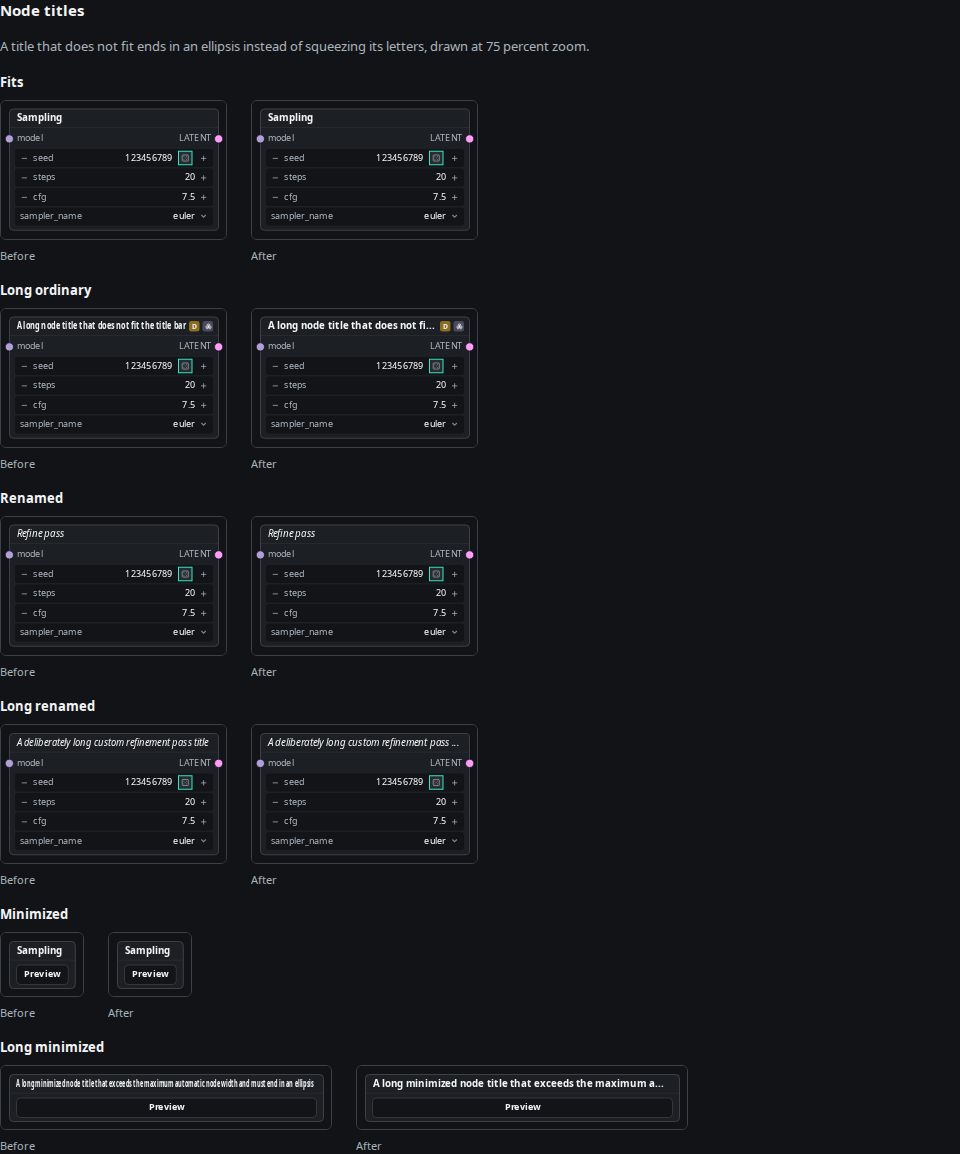 Node titles
A title that does not fit ends in an ellipsis instead of squeezing its letters, drawn at 75 percent zoom.
Fits
Sampling Sampling
model LATENT model LATENT
− seed 123456789 + − seed 123456789 +
− steps 20 + − steps 20 +
− cfg 7.5 + − cfg 7.5 +
sampler_name euler sampler_name euler
Before After
Long ordinary
A long node title that does not fit the title bar D A long node title that does not fi... D
model LATENT model LATENT
− seed 123456789 + − seed 123456789 +
− steps 20 + − steps 20 +
− cfg 7.5 + − cfg 7.5 +
sampler_name euler sampler_name euler
Before After
Renamed
Refine pass Refine pass
model LATENT model LATENT
− seed 123456789 + − seed 123456789 +
− steps 20 + − steps 20 +
− cfg 7.5 + − cfg 7.5 +
sampler_name euler sampler_name euler
Before After
Long renamed
A deliberately long custom refinement pass title A deliberately long custom refinement pass ...
model LATENT model LATENT
− seed 123456789 + − seed 123456789 +
− steps 20 + − steps 20 +
− cfg 7.5 + − cfg 7.5 +
sampler_name euler sampler_name euler
Before After
Minimized
Sampling Sampling
Preview Preview
Before After
Long minimized
A long minimized node title that exceeds the maximum automatic node width and must end in an ellipsis A long minimized node title that exceeds the maximum a...
Preview Preview
Before After